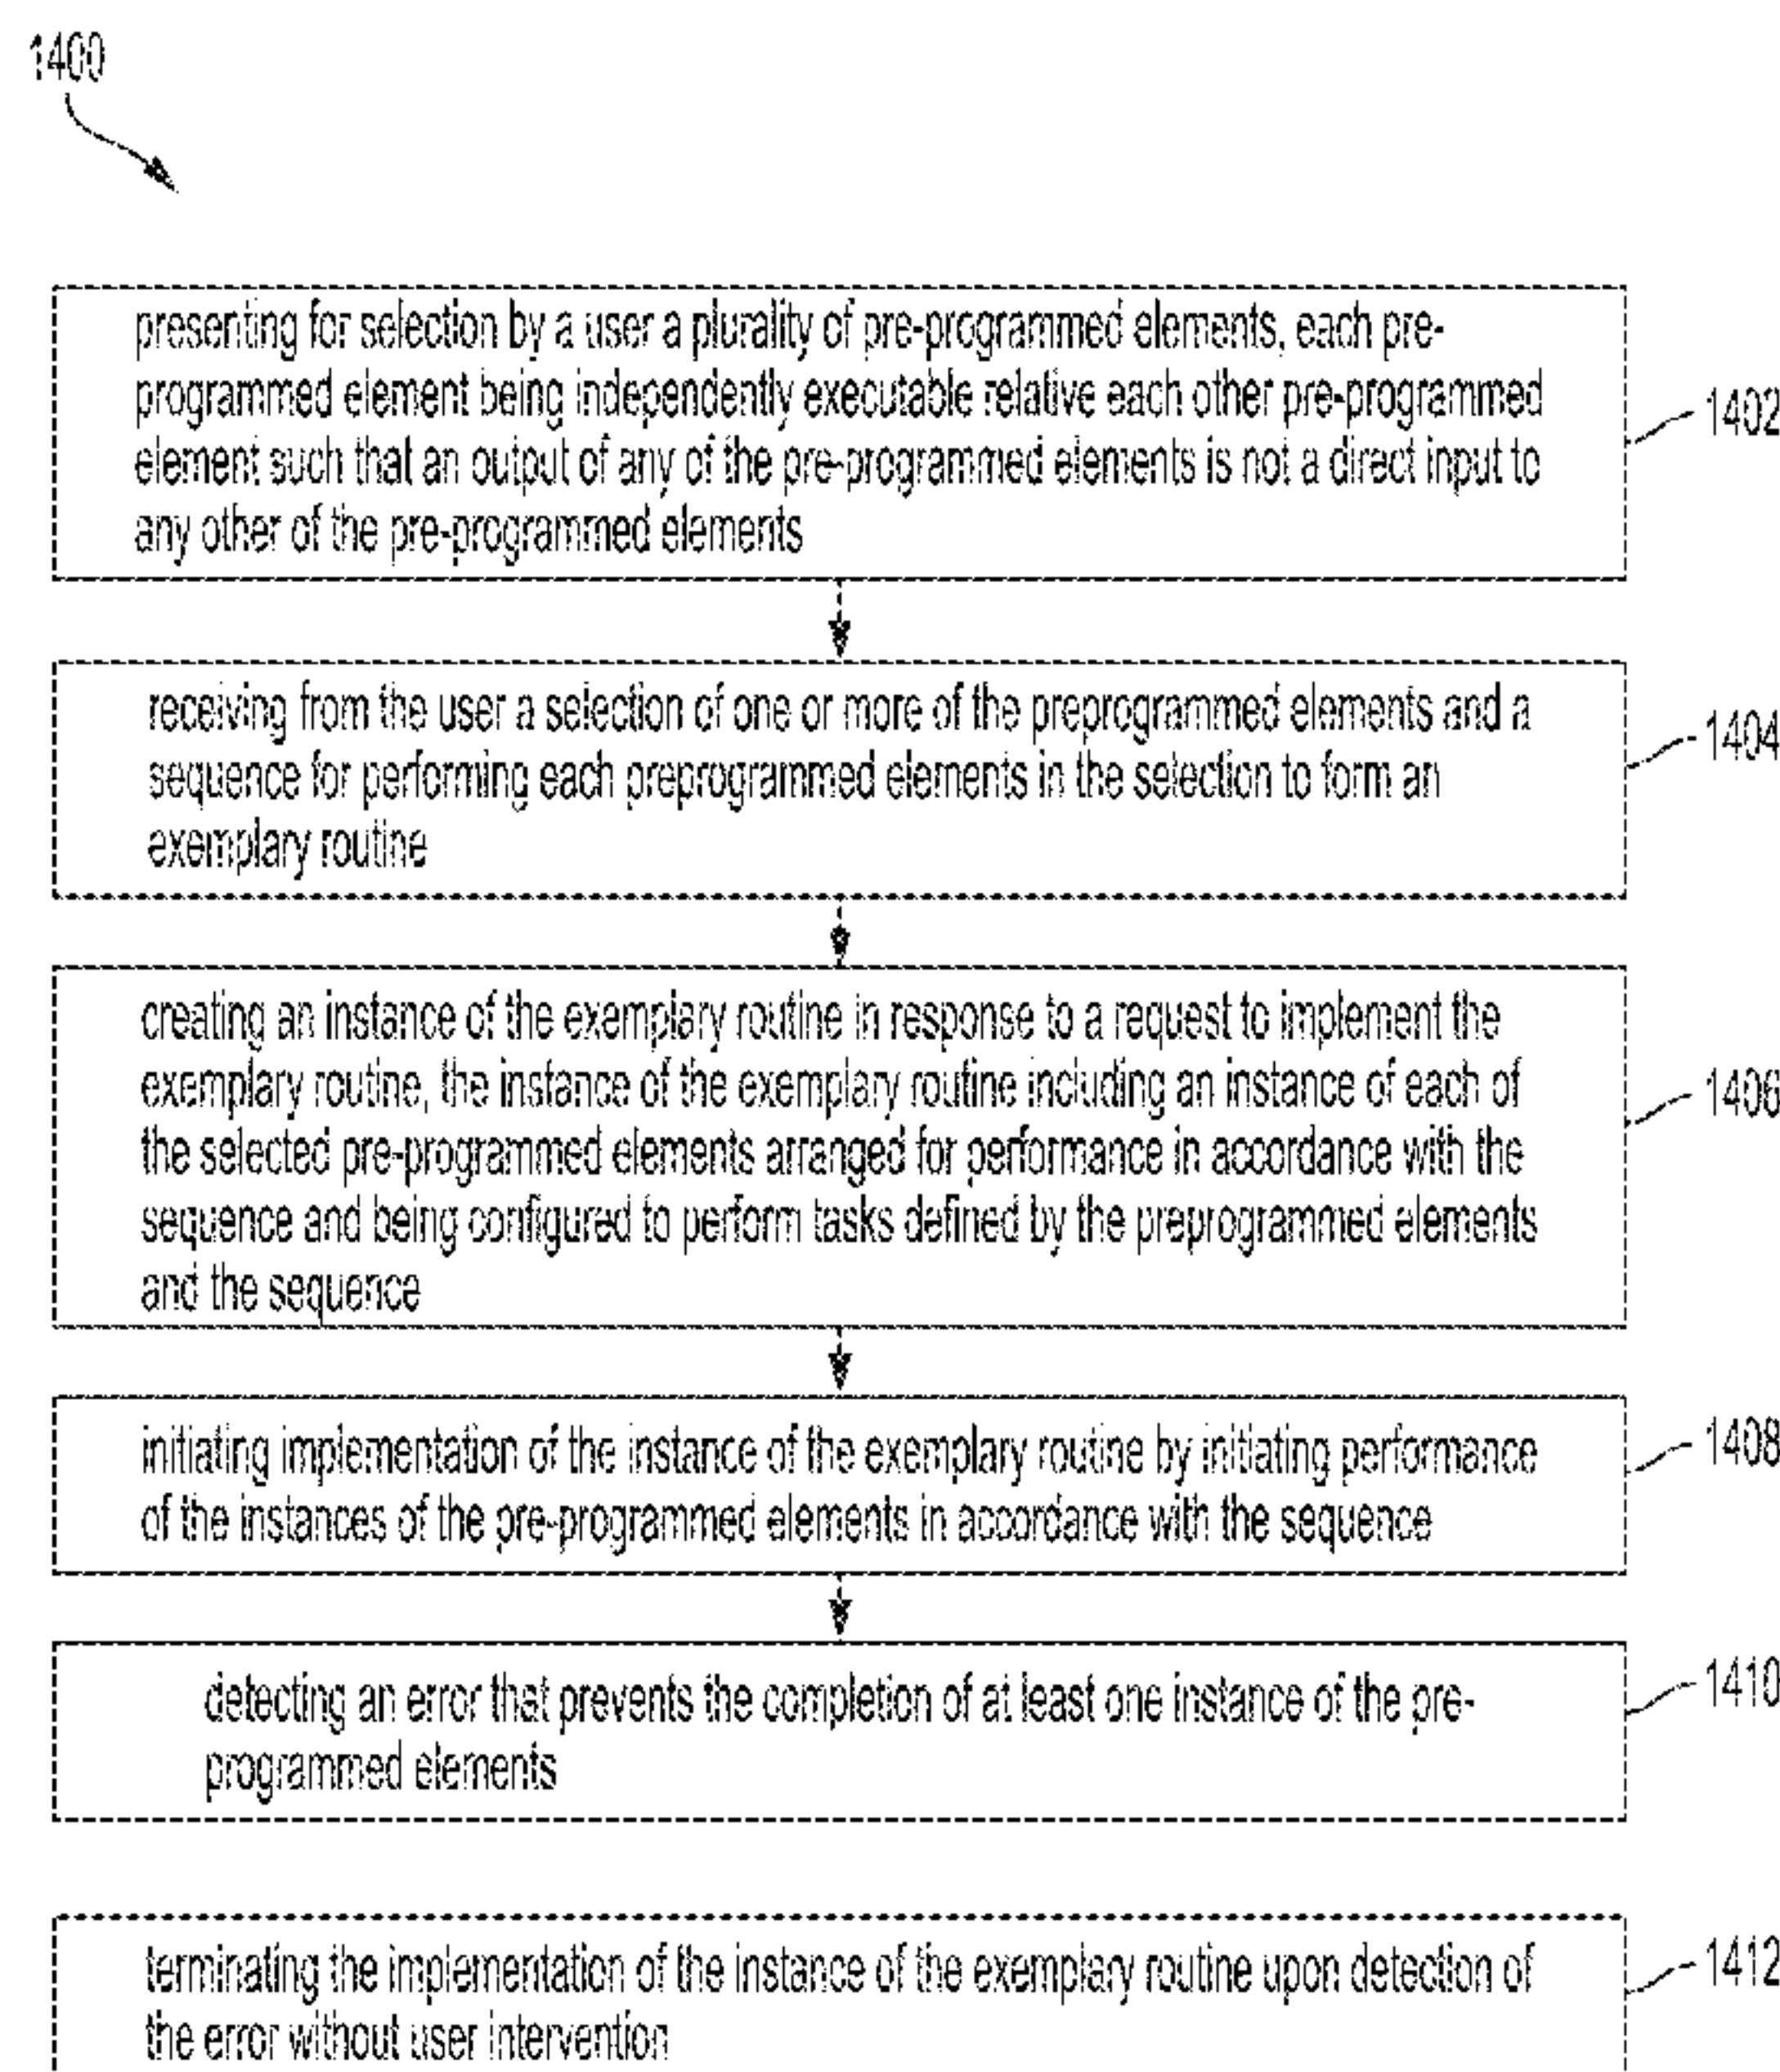 1400
presenting for selection by a user a plurality of pre-programmed elements, each pre-
programmed element being independently executable relative each other pre-programmed
element such that an output of any of the pre-programmed elements is not a direct input to
any other of the pre-programmed elements
1402
receiving from the user a selection of one or more of the preprogrammed elements and a
sequence for performing each preprogrammed elements in the selection to form an
exemplary routine
1404
creating an instance of the exemplary routine in response to a request to implement the
exemplary routine, the instance of the exemplary routine including an instance of each of
the selected pre-programmed elements arranged for performance in accordance with the
sequence and being configured to perform tasks defined by the preprogrammed elements
and the sequence
1406
initiating implementation of the instance of the exemplary routine by initiating performance
of the instances of the pre-programmed elements in accordance with the sequence
1408
detecting an error that prevents the completion of at least one instance of the pre-
programmed elements
1410
terminating the implementation of the instance of the exemplary routine upon detection of
the error without user intervention
1412